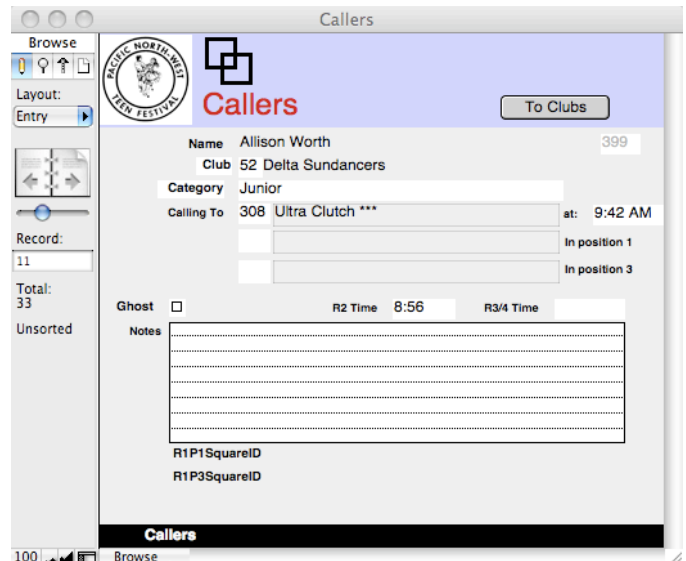 Callers
Browse
Layout:
Entry
Record:
11
Total:
33
Unsorted
PACIFIC NORTH-WEST
TEEN FESTIVAL
Callers
To Clubs
Name Allison Worth 399
Club 52 Delta Sundancers
Category Junior
Calling To 308 Ultra Clutch *** at: 9:42 AM
In position 1
In position 3
Ghost R2 Time 8:56 R3/4 Time
Notes
R1P1SquareID
R1P3SquareID
Callers
100 Browse